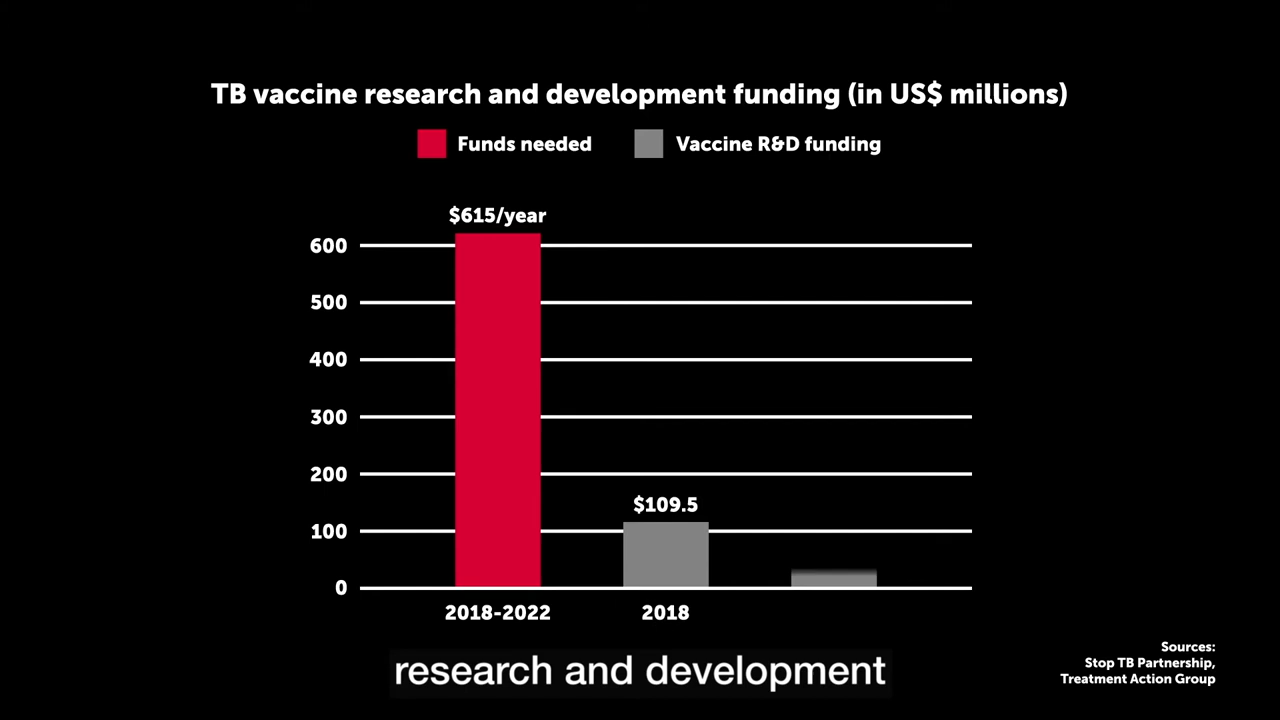 TB vaccine research and development funding (in US$ millions)
Funds needed
Vaccine R&D funding
$615/year
600
500
400
300
200
$109.5
100
0
2018-2022
2018
research and development
Sources:
Stop TB Partnership,
Treatment Action Group